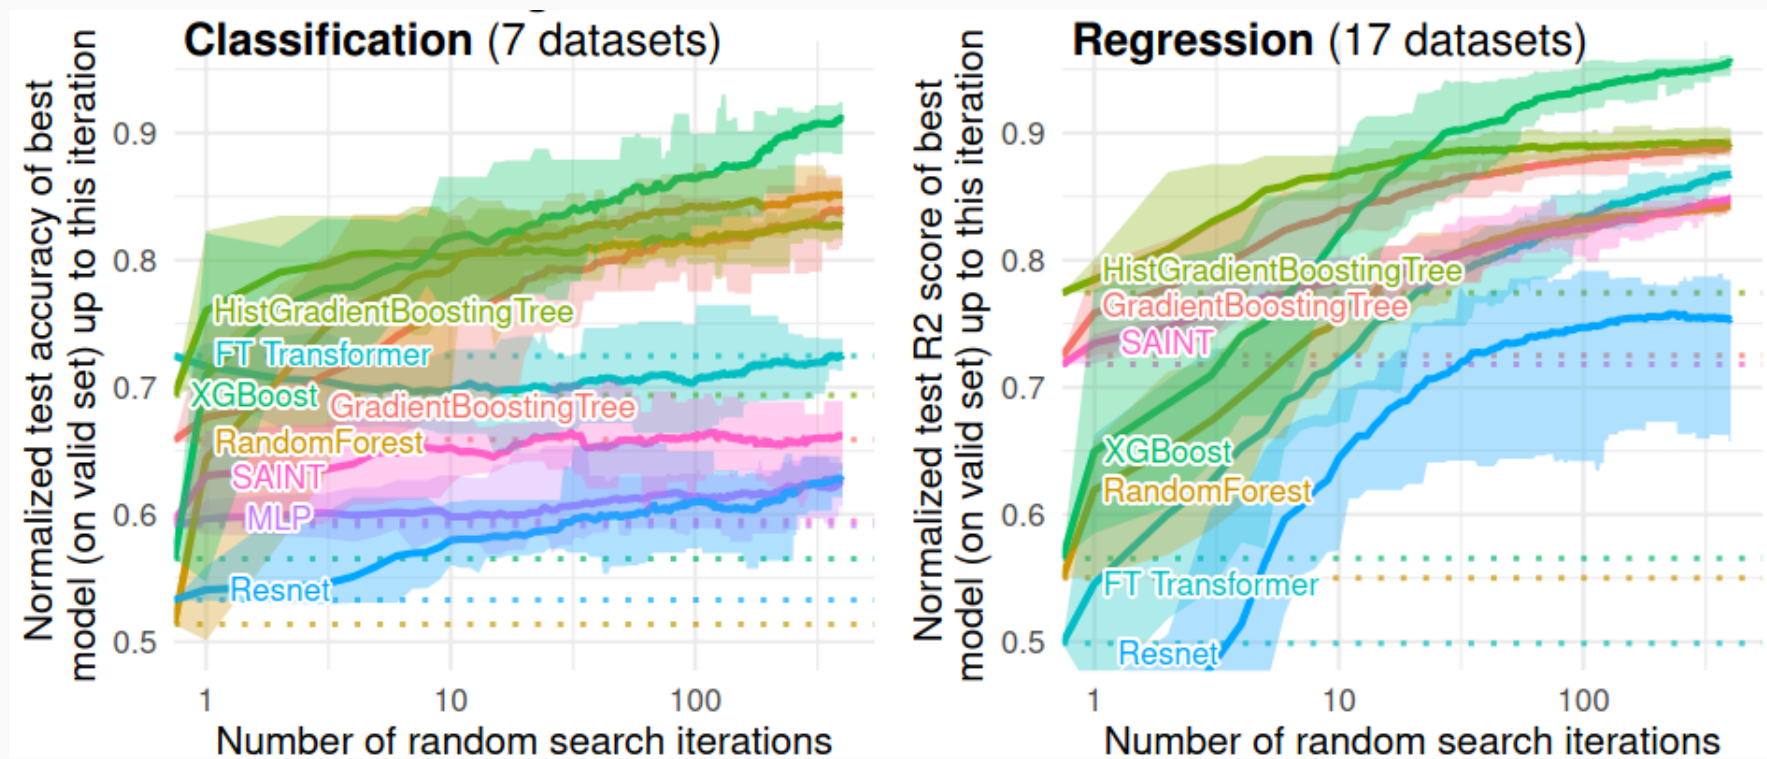 Classification (7 datasets)
Normalized test accuracy of best
model (on valid set) up to this iteration
0.9
0.8
0.7
0.6
0.5
HistGradientBoostingTree
FT Transformer
XGBoost
GradientBoostingTree
RandomForest
SAINT
MLP
Resnet
1 10 100
Number of random search iterations
Regression (17 datasets)
Normalized test R2 score of best
model (on valid set) up to this iteration
0.9
0.8
0.7
0.6
0.5
HistGradientBoostingTree
GradientBoostingTree
SAINT
XGBoost
RandomForest
FT Transformer
Resnet
1 10 100
Number of random search iterations